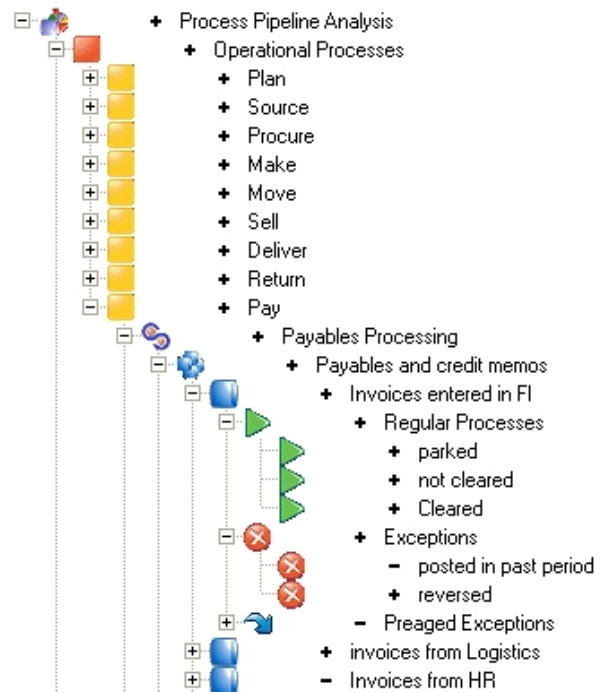 + Process Pipeline Analysis
+ Operational Processes
+ Plan
+ Source
+ Procure
+ Make
+ Move
+ Sell
+ Deliver
+ Return
+ Pay
+ Payables Processing
+ Payables and credit memos
+ Invoices entered in FI
+ Regular Processes
+ parked
+ not cleared
+ Cleared
+ Exceptions
- posted in past period
+ reversed
- Preaged Exceptions
+ invoices from Logistics
- Invoices from HR